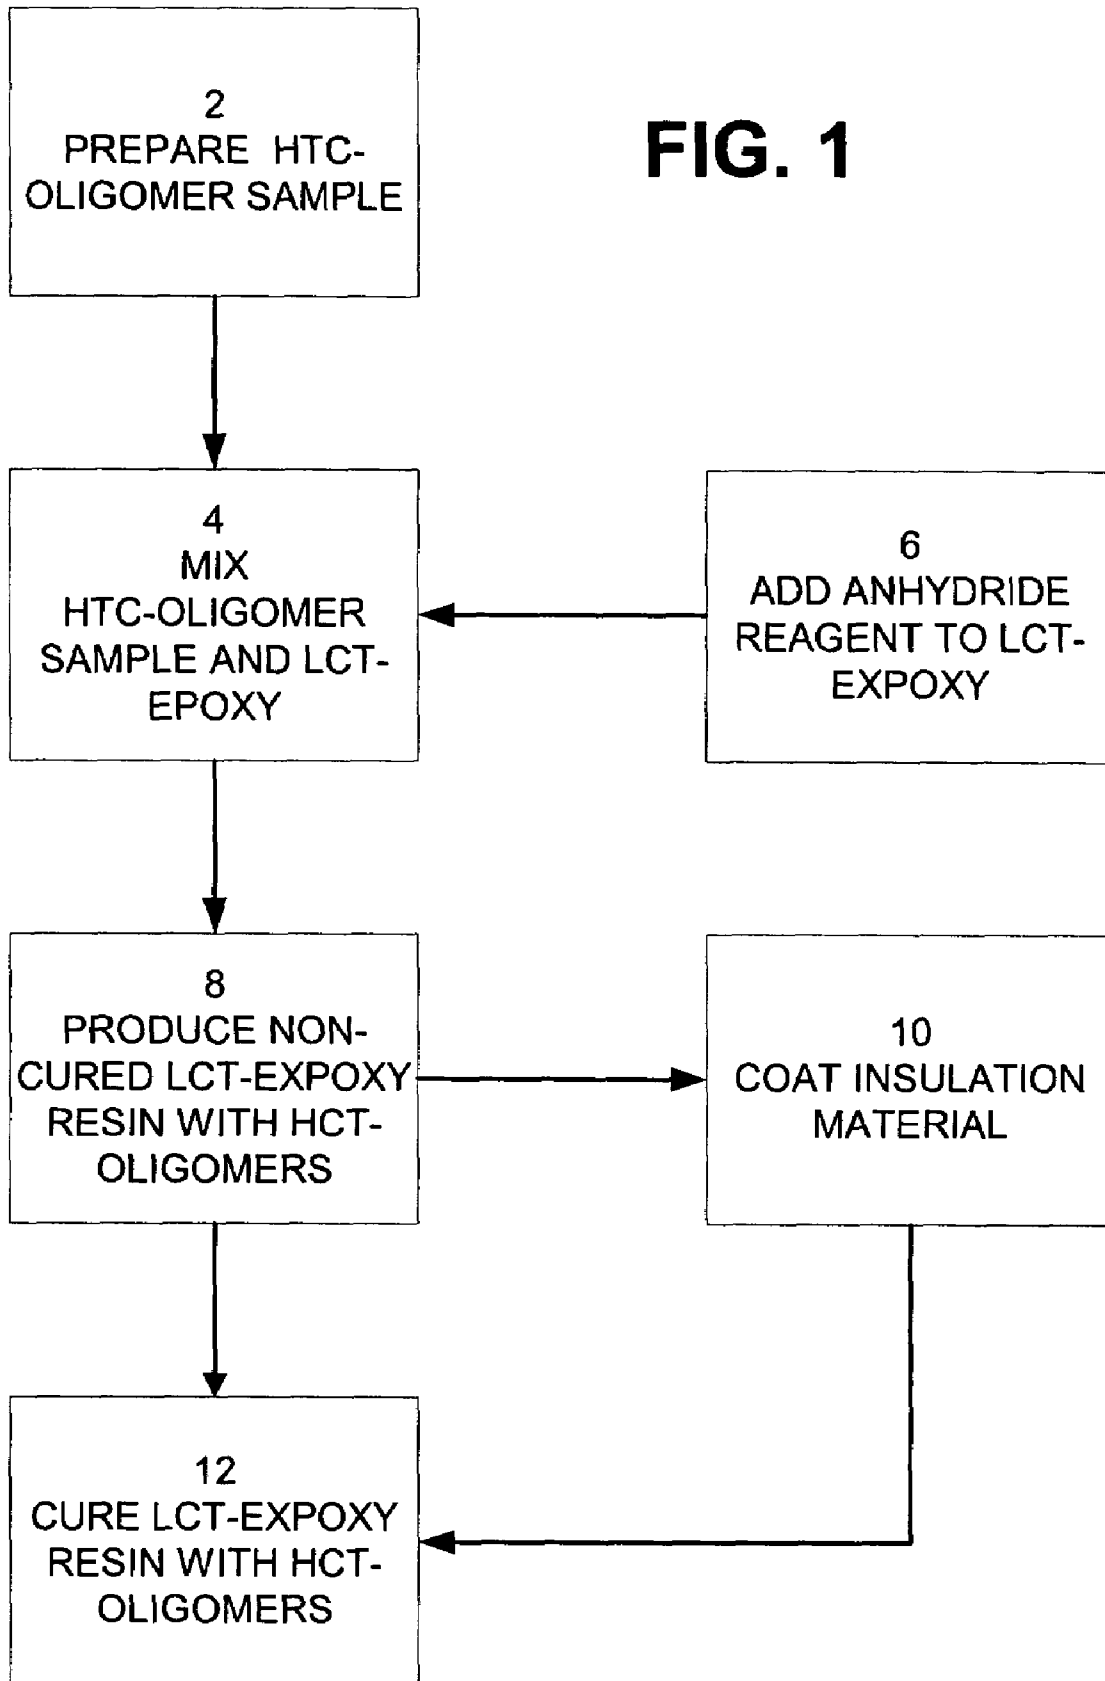 FIG. 1
2
PREPARE HTC-
OLIGOMER SAMPLE
4
MIX
HTC-OLIGOMER
SAMPLE AND LCT-
EPOXY
6
ADD ANHYDRIDE
REAGENT TO LCT-
EXPOXY
8
PRODUCE NON-
CURED LCT-EXPOXY
RESIN WITH HCT-
OLIGOMERS
10
COAT INSULATION
MATERIAL
12
CURE LCT-EXPOXY
RESIN WITH HCT-
OLIGOMERS